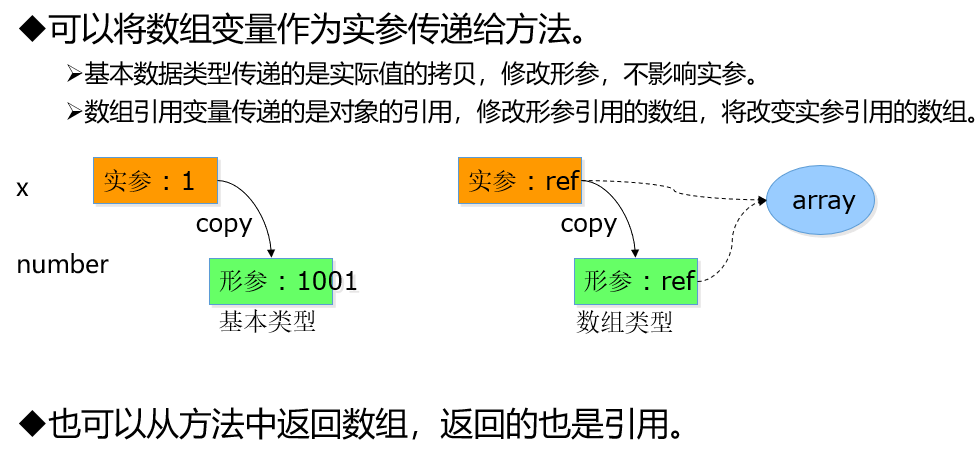 ◆可以将数组变量作为实参传递给方法。
➢基本数据类型传递的是实际值的拷贝，修改形参，不影响实参。
➢数组引用变量传递的是对象的引用，修改形参引用的数组，将改变实参引用的数组。
x
实参：1
实参：ref
array
copy
copy
number
形参：1001
形参：ref
基本类型
数组类型
◆也可以从方法中返回数组，返回的也是引用。